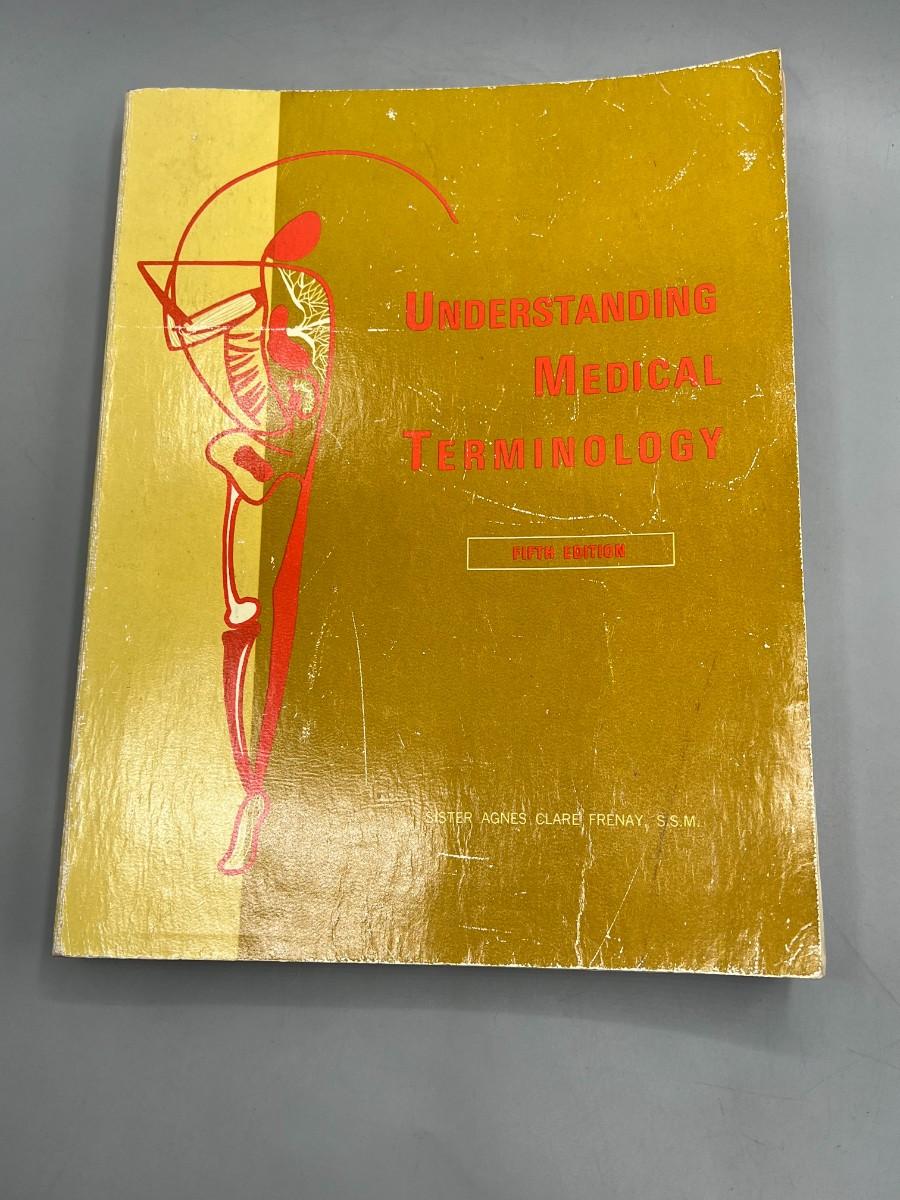 UNDERSTANDING
MEDICAL
TERMINOLOGY
FIFTH EDITION
SISTER AGNES CLARE FRENAY, S.S.M.